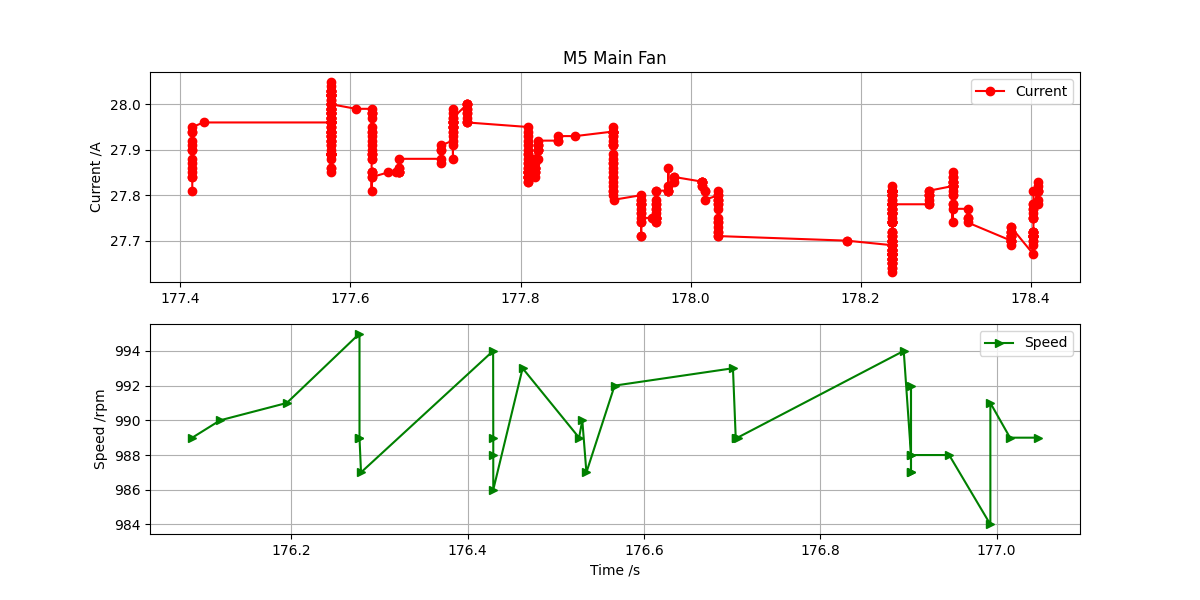 M5 Main Fan
Current /A
28.0
27.9
27.8
27.7
Current
177.4 177.6 177.8 178.0 178.2 178.4
Speed /rpm
994
992
990
988
986
984
Speed
176.2 176.4 176.6 176.8 177.0
Time /s